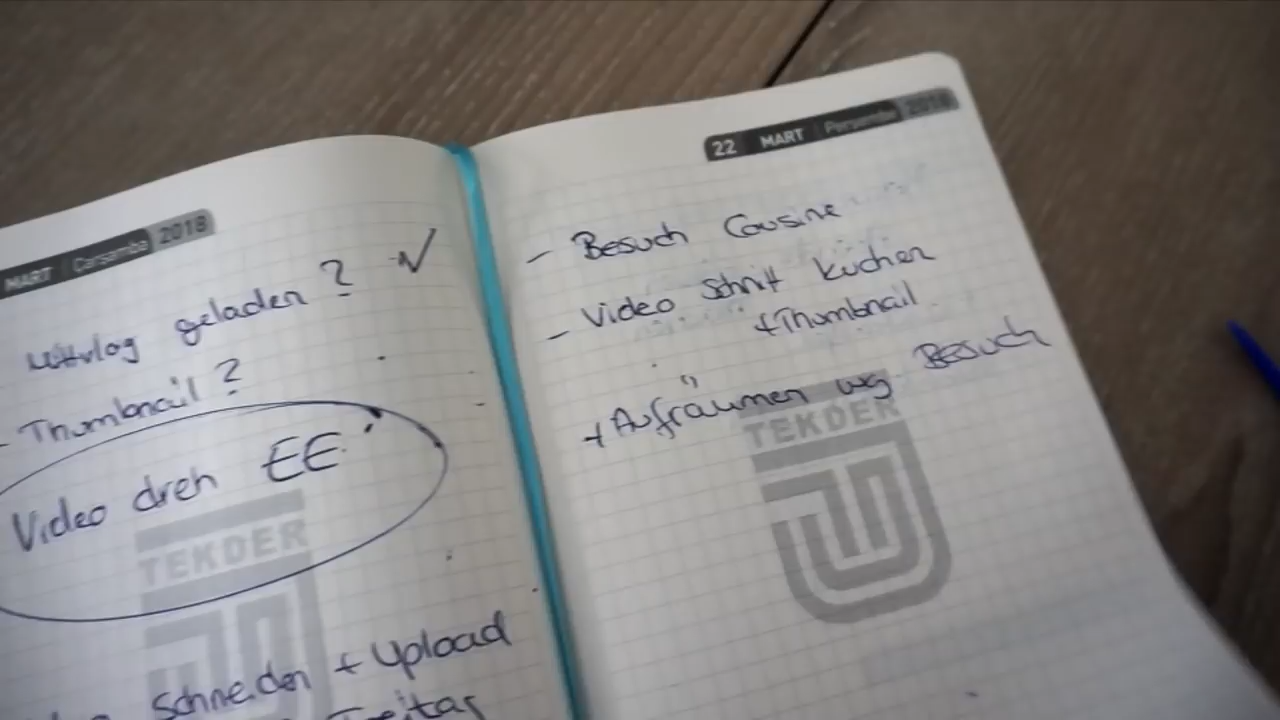 MART Çarşamba 2018
Mittvlog geladen? ✓
- Thumbnail?
Video dreh EE
TEKDER
Schneiden + Upload
Freitag
22 MART Perşembe 2018
- Besuch Cousine
- Video Schnitt Kuchen
+ Thumbnail
+ Aufräumen wg Besuch
TEKDER